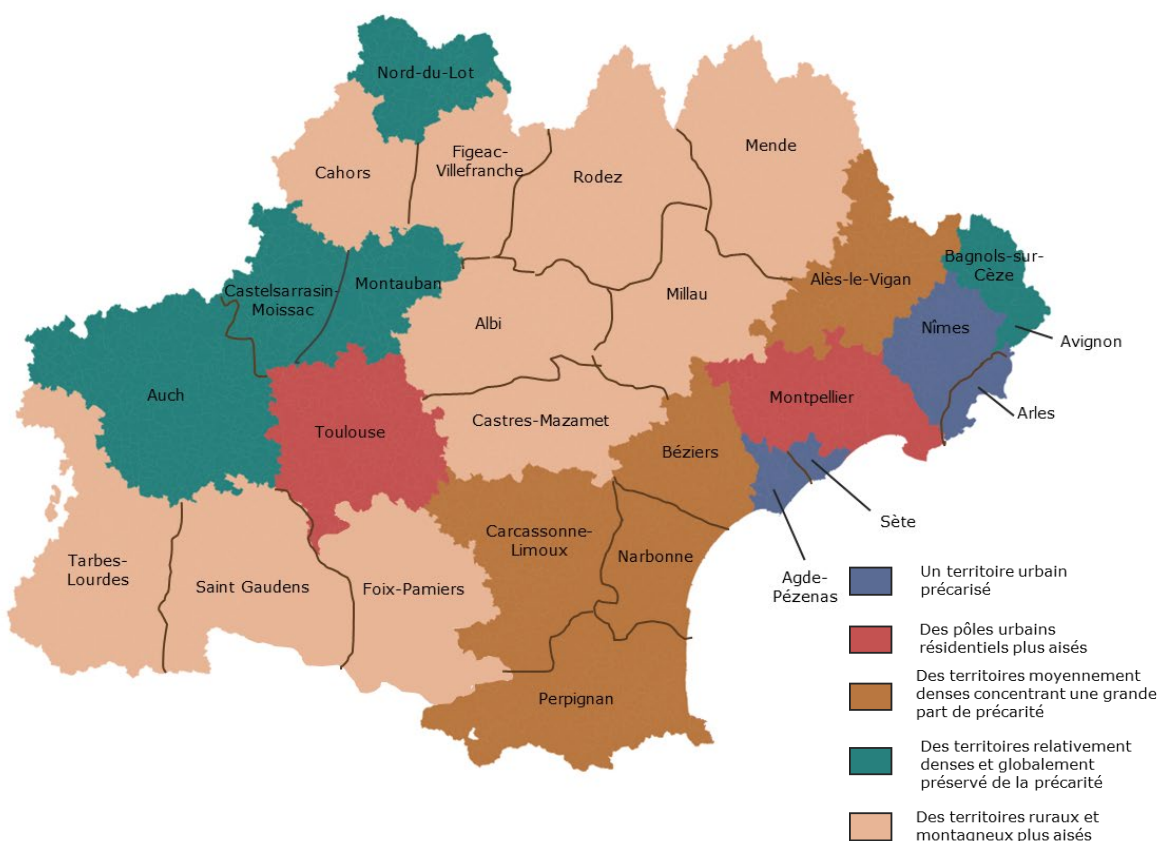 Nord-du-Lot
Cahors
Figeac-
Villefranche
Rodez
Mende
Castelsarrasin-
Moissac
Montauban
Albi
Millau
Alès-le-Vigan
Bagnols-sur-
Cèze
Nîmes
Avignon
Arles
Auch
Toulouse
Castres-Mazamet
Montpellier
Béziers
Sète
Agde-
Pézenas
Tarbes-
Lourdes
Saint Gaudens
Foix-Pamiers
Carcassonne-
Limoux
Narbonne
Perpignan
Un territoire urbain
précarisé
Des pôles urbains
résidentiels plus aisés
Des territoires moyennement
denses concentrant une grande
part de précarité
Des territoires relativement
denses et globalement
préservé de la précarité
Des territoires ruraux et
montagneux plus aisés